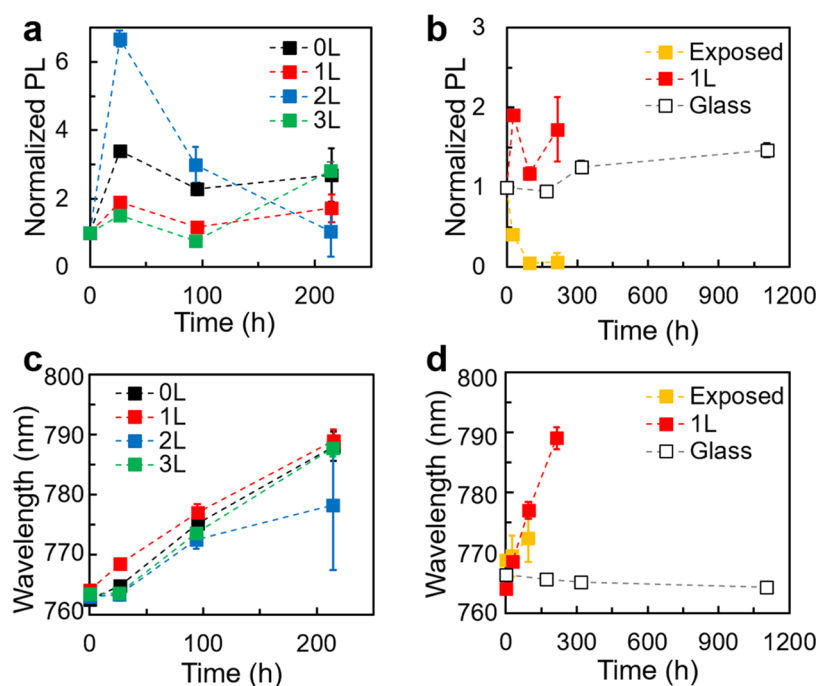 a
Normalized PL
6
4
2
0
0
100
200
Time (h)
0L
1L
2L
3L
b
Normalized PL
3
2
1
0
0
300
600
900
1200
Time (h)
Exposed
1L
Glass
c
Wavelength (nm)
800
790
780
770
760
0
100
200
Time (h)
0L
1L
2L
3L
d
Wavelength (nm)
800
790
780
770
760
0
300
600
900
1200
Time (h)
Exposed
1L
Glass